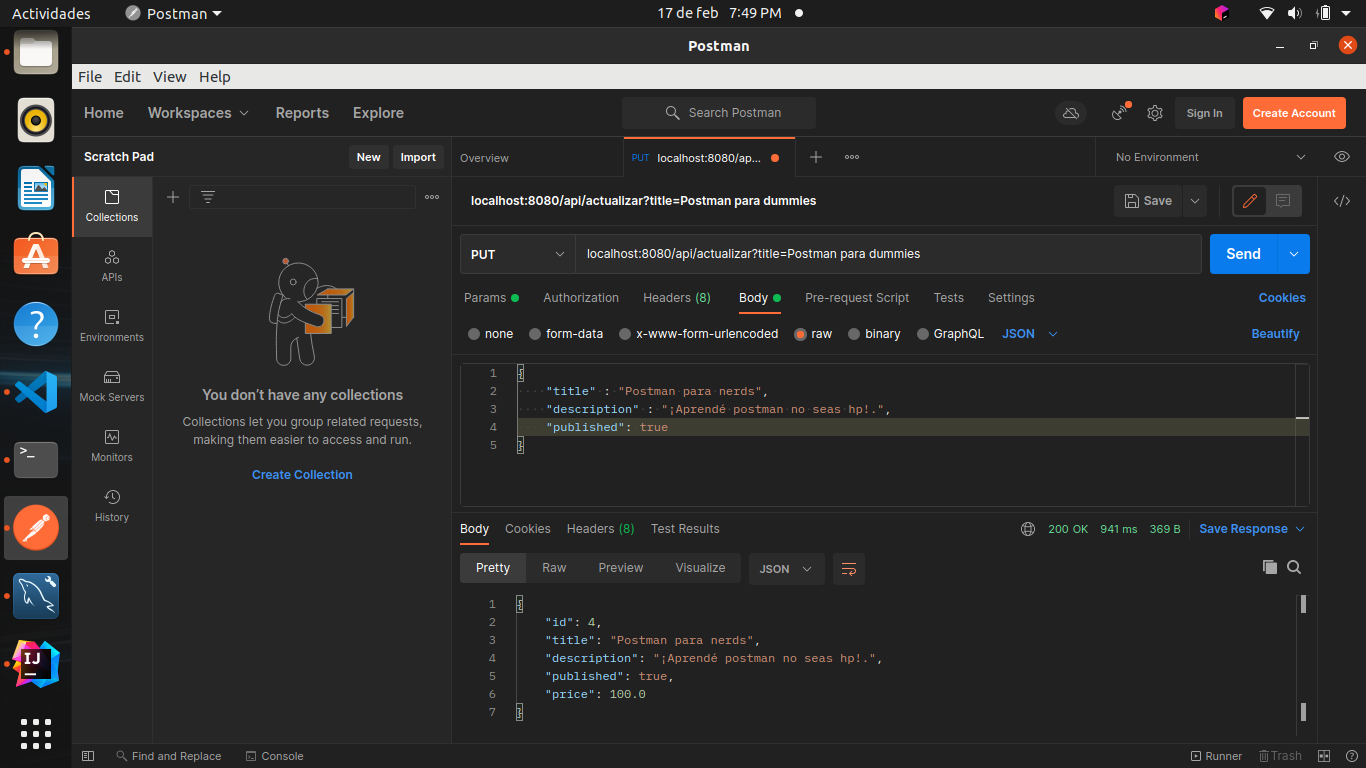 Actividades Postman 17 de feb 7:49 PM
Postman
File Edit View Help
Home Workspaces Reports Explore Search Postman Sign In Create Account
Scratch Pad New Import Overview PUT localhost:8080/ap... No Environment
Collections
APIs
Environments
Mock Servers
Monitors
History
You don't have any collections
Collections let you group related requests,
making them easier to access and run.
Create Collection
localhost:8080/api/actualizar?title=Postman para dummies Save
PUT localhost:8080/api/actualizar?title=Postman para dummies Send
Params Authorization Headers (8) Body Pre-request Script Tests Settings Cookies
none form-data x-www-form-urlencoded raw binary GraphQL JSON Beautify
1 {
2 "title" : "Postman para nerds",
3 "description" : "¡Aprendé postman no seas hp!.",
4 "published": true
5 }
Body Cookies Headers (8) Test Results 200 OK 941 ms 369 B Save Response
Pretty Raw Preview Visualize JSON
1 {
2 "id": 4,
3 "title": "Postman para nerds",
4 "description": "¡Aprendé postman no seas hp!.",
5 "published": true,
6 "price": 100.0
7 }
Find and Replace Console Runner Trash